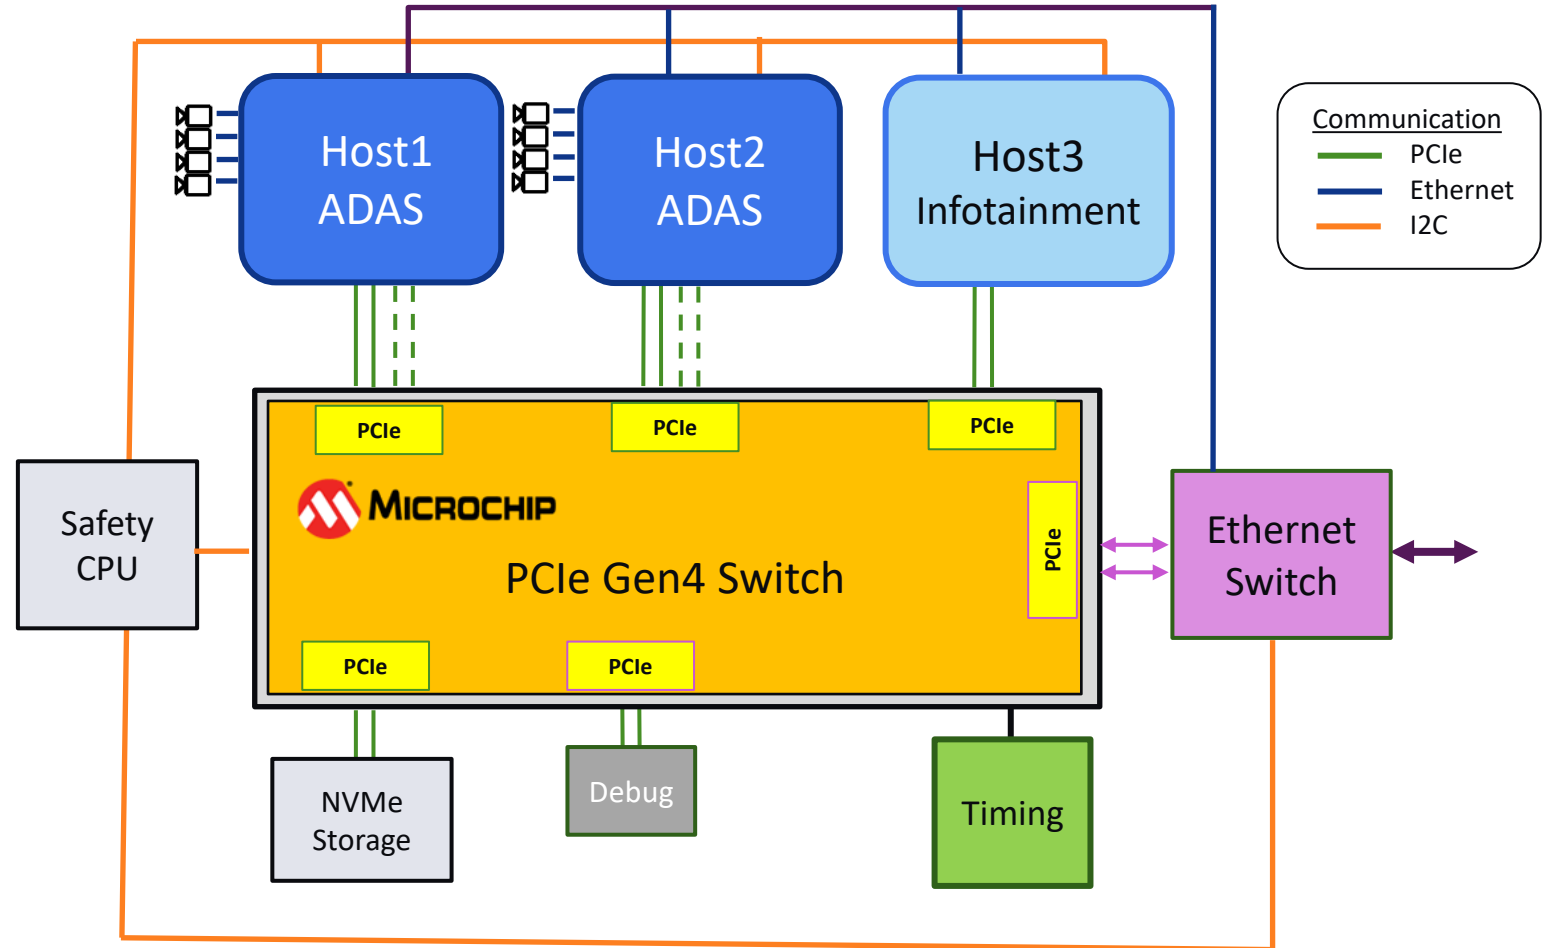 Host1
ADAS
Host2
ADAS
Host3
Infotainment
Communication
PCIe
Ethernet
I2C
PCIe
PCIe
PCIe
MICROCHIP
PCIe Gen4 Switch
PCIe
Safety
CPU
Ethernet
Switch
PCIe
PCIe
NVMe
Storage
Debug
Timing